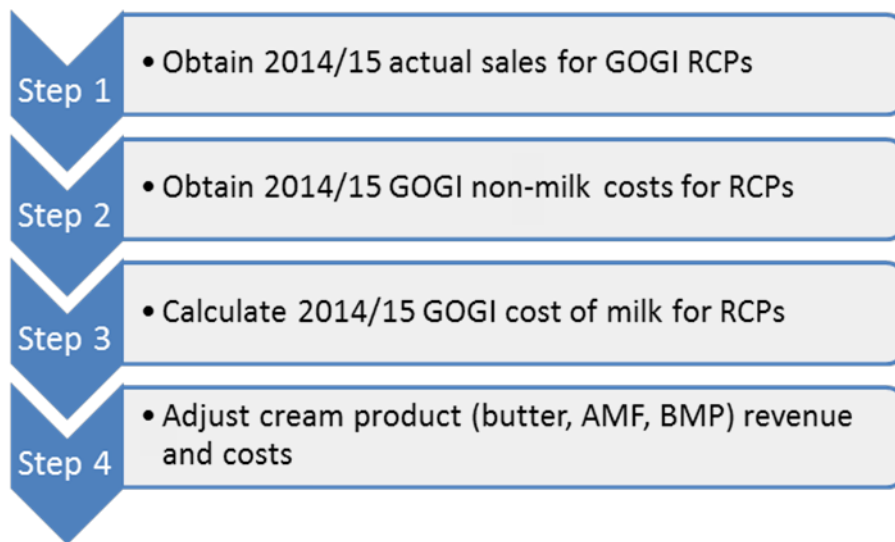 Step 1
• Obtain 2014/15 actual sales for GOGI RCPs
Step 2
• Obtain 2014/15 GOGI non-milk costs for RCPs
Step 3
• Calculate 2014/15 GOGI cost of milk for RCPs
Step 4
• Adjust cream product (butter, AMF, BMP) revenue
and costs